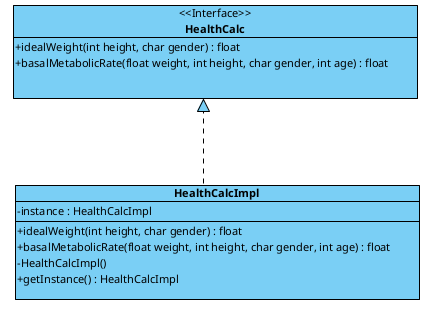 <<Interface>>
HealthCalc
+idealWeight(int height, char gender) : float
+basalMetabolicRate(float weight, int height, char gender, int age) : float
HealthCalcImpl
-instance : HealthCalcImpl
+idealWeight(int height, char gender) : float
+basalMetabolicRate(float weight, int height, char gender, int age) : float
-HealthCalcImpl()
+getInstance() : HealthCalcImpl